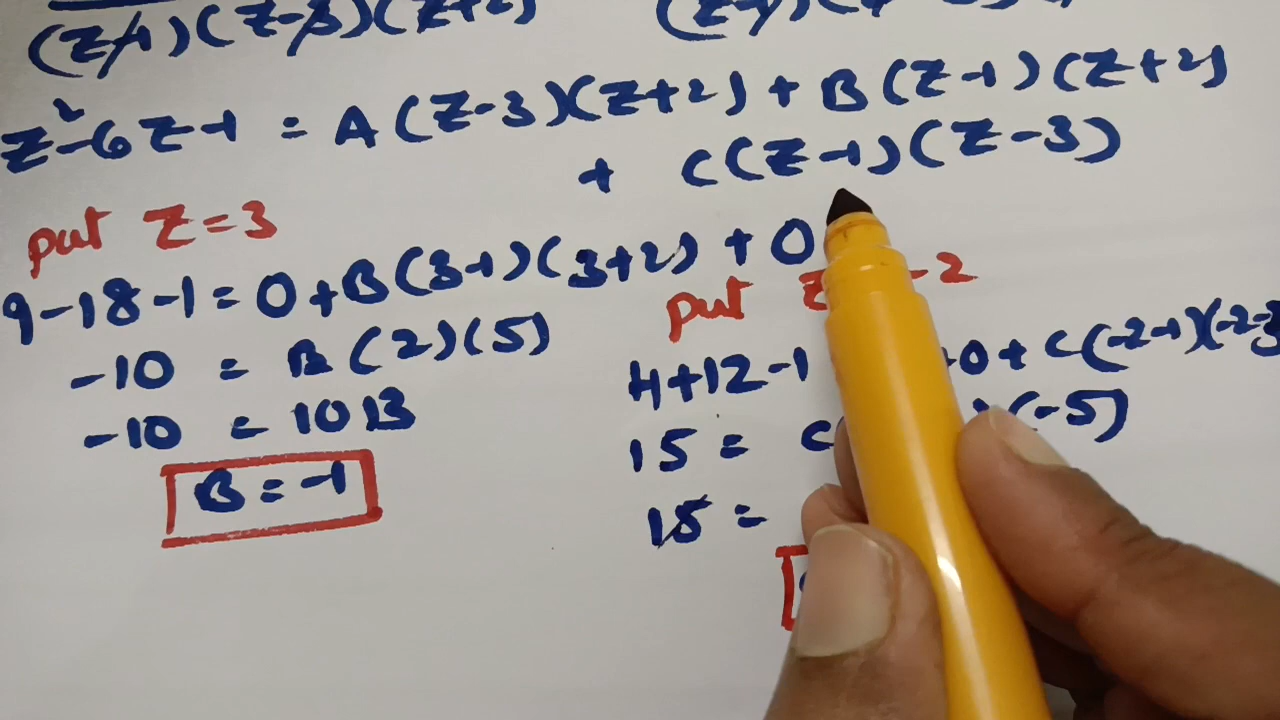 (z-1)(z-3)(z+2)
z²-6z-1 = A(z-3)(z+2) + B(z-1)(z+2)
+ C(z-1)(z-3)
put z=3
9-18-1=0+B(3-1)(3+2) + 0
-10 = B(2)(5)
-10 = 10B
B=-1
put z -2
4+12-1 +0+C(-2-1)(-2-3
15 = C (-5)
15 =